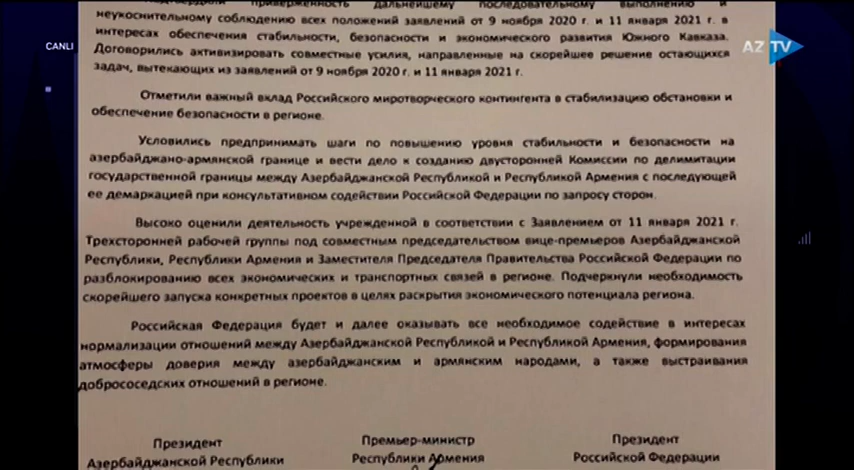 подтвердили приверженность дальнейшему последовательному выполнению и
неукоснительному соблюдению всех положений заявлений от 9 ноября 2020 г. и 11 января 2021 г. в
интересах обеспечения стабильности, безопасности и экономического развития Южного Кавказа.
Договорились активизировать совместные усилия, направленные на скорейшее решение остающихся
задач, вытекающих из заявлений от 9 ноября 2020 г. и 11 января 2021 г.
CANLI
AZTV
Отметили важный вклад Российского миротворческого контингента в стабилизацию обстановки и
обеспечение безопасности в регионе.
Условились предпринимать шаги по повышению уровня стабильности и безопасности на
азербайджано-армянской границе и вести дело к созданию двусторонней Комиссии по делимитации
государственной границы между Азербайджанской Республикой и Республикой Армения с последующей
ее демаркацией при консультативном содействии Российской Федерации по запросу сторон.
Высоко оценили деятельность учрежденной в соответствии с Заявлением от 11 января 2021 г.
Трехсторонней рабочей группы под совместным председательством вице-премьеров Азербайджанской
Республики, Республики Армения и Заместителя Председателя Правительства Российской Федерации по
разблокированию всех экономических и транспортных связей в регионе. Подчеркнули необходимость
скорейшего запуска конкретных проектов в целях раскрытия экономического потенциала региона.
Российская Федерация будет и далее оказывать все необходимое содействие в интересах
нормализации отношений между Азербайджанской Республикой и Республикой Армения, формирования
атмосферы доверия между азербайджанским и армянским народами, а также выстраивания
добрососедских отношений в регионе.
Президент
Азербайджанской Республики
Премьер-министр
Республики Армения
Президент
Российской Федерации